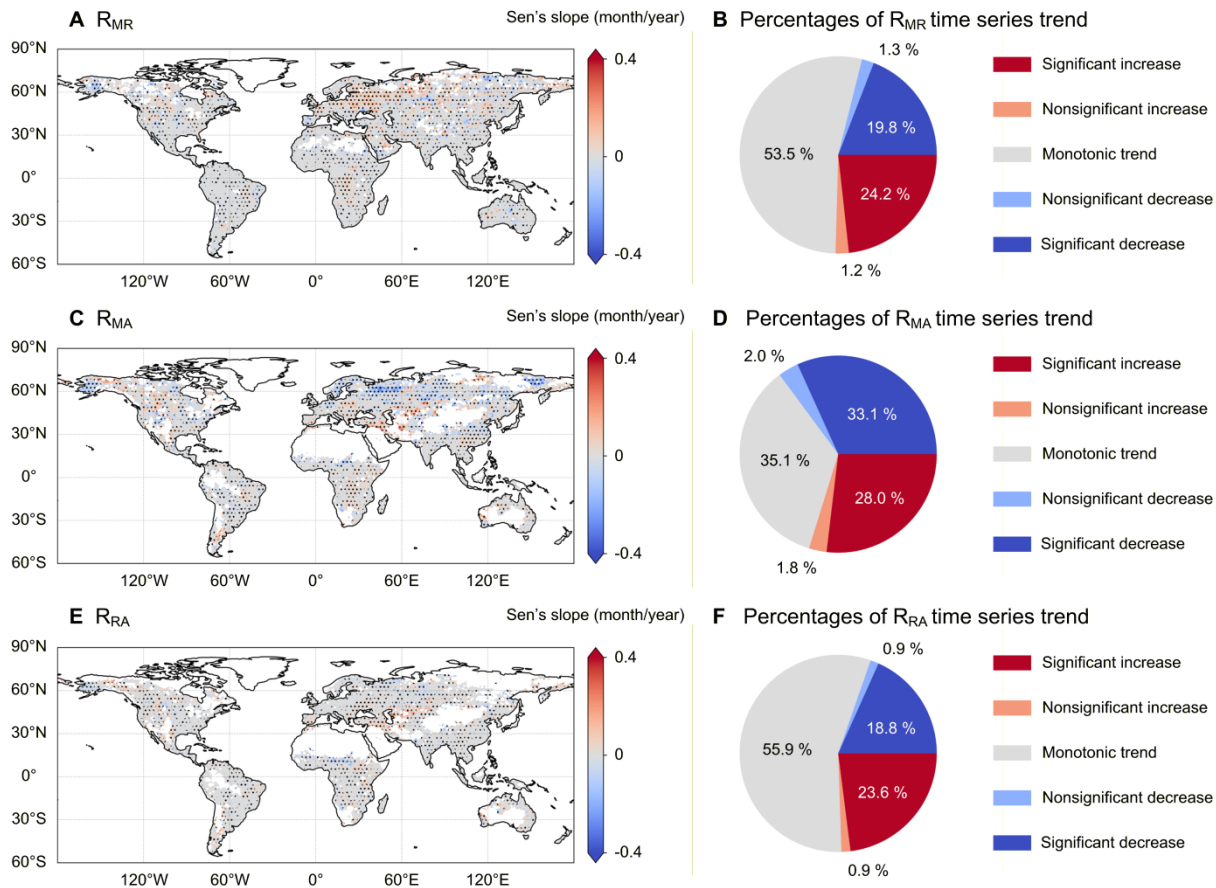 A R_MR
Sen's slope (month/year)
90°N
60°N
30°N
0°
30°S
60°S
120°W 60°W 0° 60°E 120°E
0.4
0
-0.4
B Percentages of R_MR time series trend
1.3 %
19.8 %
53.5 %
24.2 %
1.2 %
Significant increase
Nonsignificant increase
Monotonic trend
Nonsignificant decrease
Significant decrease
C R_MA
Sen's slope (month/year)
90°N
60°N
30°N
0°
30°S
60°S
120°W 60°W 0° 60°E 120°E
0.4
0
-0.4
D Percentages of R_MA time series trend
2.0 %
33.1 %
35.1 %
28.0 %
1.8 %
Significant increase
Nonsignificant increase
Monotonic trend
Nonsignificant decrease
Significant decrease
E R_RA
Sen's slope (month/year)
90°N
60°N
30°N
0°
30°S
60°S
120°W 60°W 0° 60°E 120°E
0.4
0
-0.4
F Percentages of R_RA time series trend
0.9 %
18.8 %
55.9 %
23.6 %
0.9 %
Significant increase
Nonsignificant increase
Monotonic trend
Nonsignificant decrease
Significant decrease